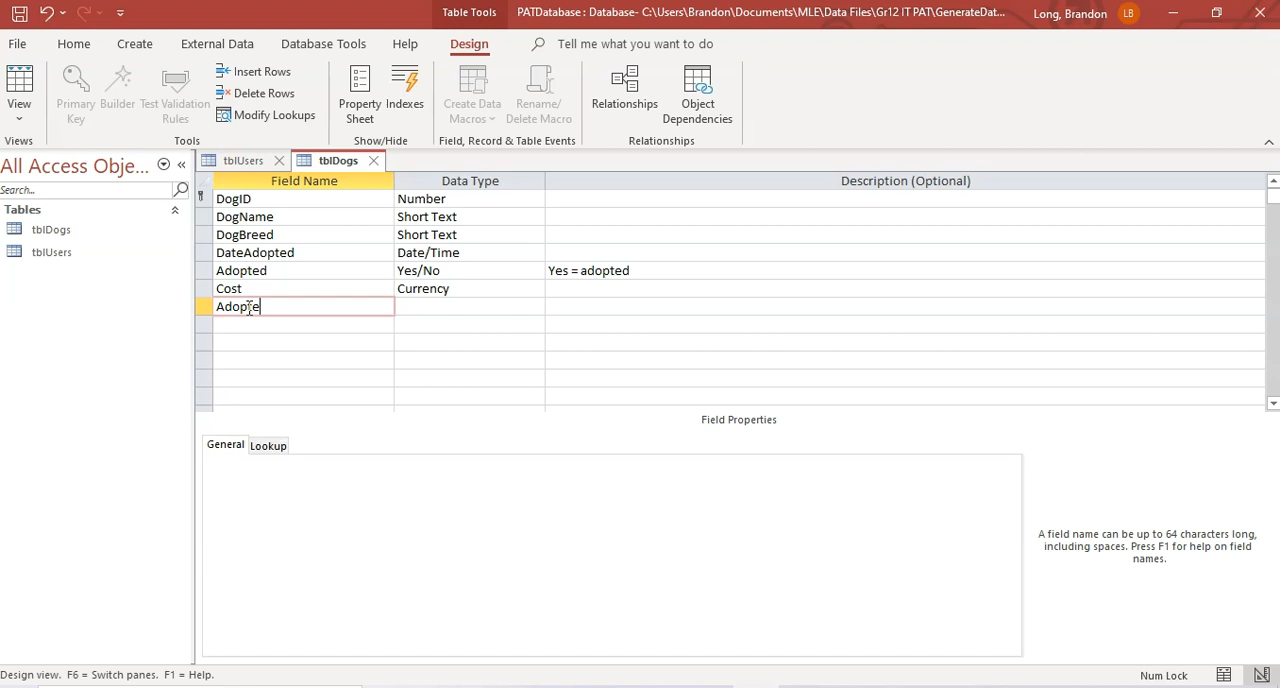 Table Tools
PATDatabase : Database- C:\Users\Brandon\Documents\MLE\Data Files\Gr12 IT PAT\GenerateDat...
Long, Brandon
LB
File
Home
Create
External Data
Database Tools
Help
Design
Tell me what you want to do
View
Views
Primary Key
Builder
Test Validation Rules
Insert Rows
Delete Rows
Modify Lookups
Tools
Property Sheet
Indexes
Show/Hide
Create Data Macros
Rename/ Delete Macro
Field, Record & Table Events
Relationships
Object Dependencies
Relationships
All Access Obje...
Search...
Tables
tblDogs
tblUsers
tblUsers
tblDogs
Field Name Data Type Description (Optional)
DogID Number
DogName Short Text
DogBreed Short Text
DateAdopted Date/Time
Adopted Yes/No Yes = adopted
Cost Currency
Adopte
Field Properties
General
Lookup
A field name can be up to 64 characters long,
including spaces. Press F1 for help on field
names.
Design view. F6 = Switch panes. F1 = Help.
Num Lock